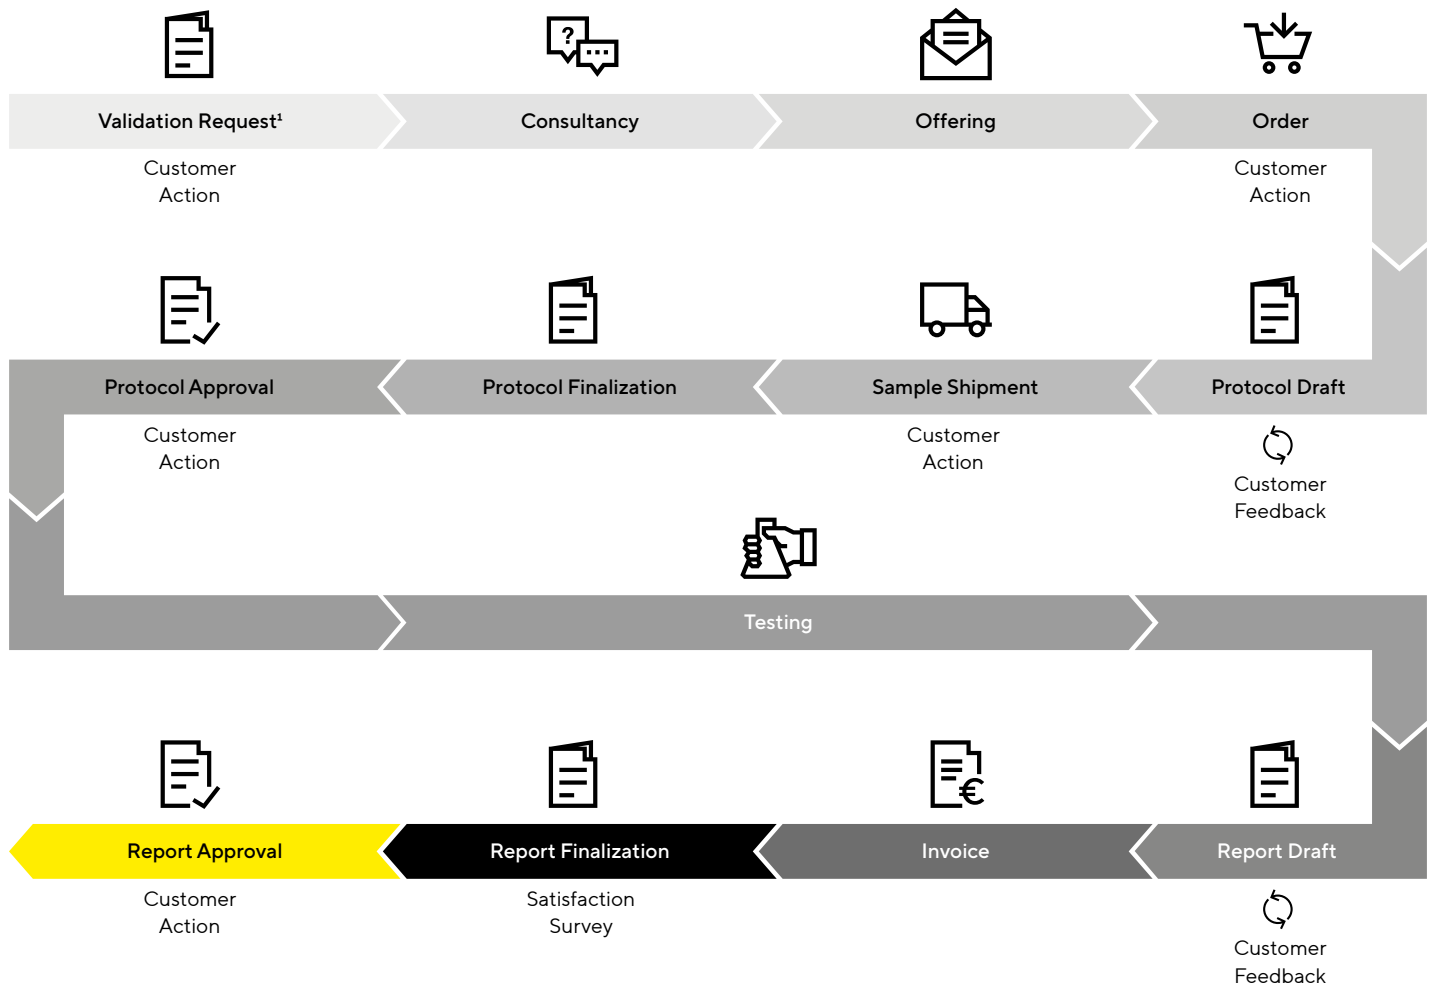 ?
Validation Request¹
Consultancy
Offering
Order
Customer
Action
Customer
Action
Protocol Approval
Protocol Finalization
Sample Shipment
Protocol Draft
Customer
Action
Customer
Action
Customer
Feedback
Testing
€
Report Approval
Report Finalization
Invoice
Report Draft
Customer
Action
Satisfaction
Survey
Customer
Feedback